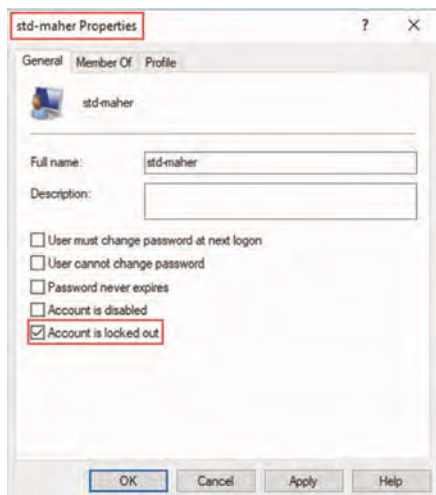 std-maher Properties
General Member Of Profile
std-maher
Full name: std-maher
Description:
User must change password at next logon
User cannot change password
Password never expires
Account is disabled
Account is locked out
OK Cancel Apply Help